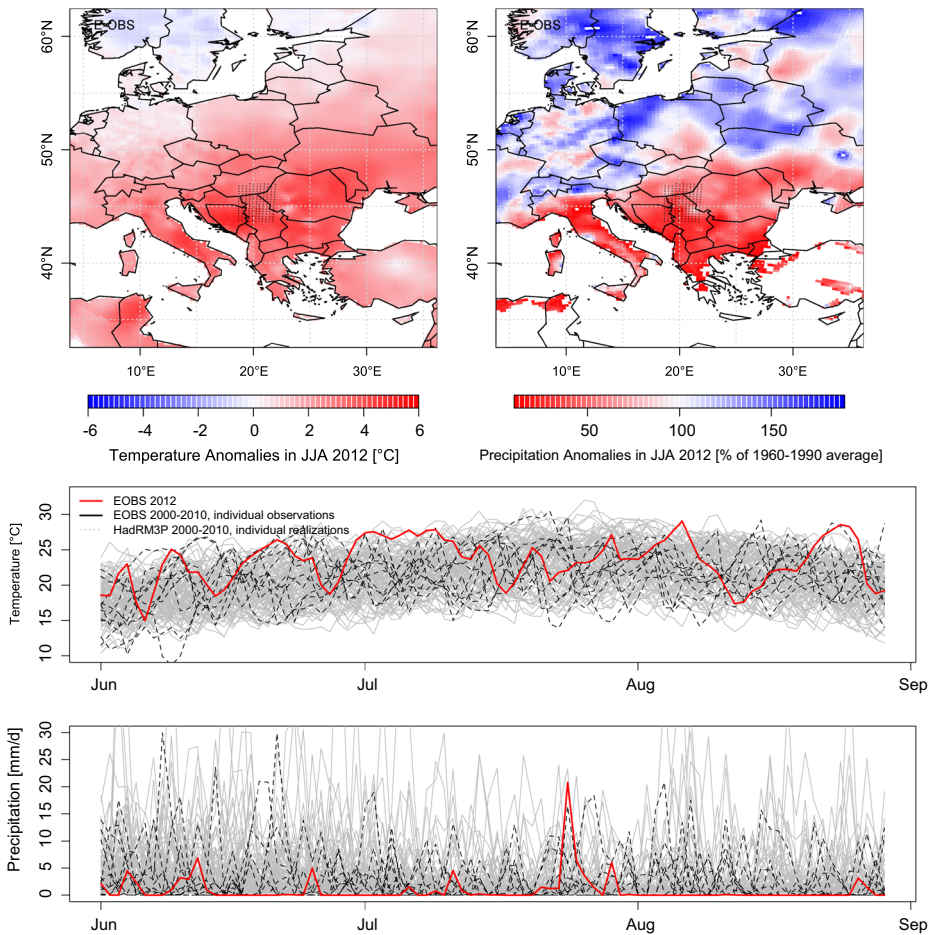 E-OBS
E-OBS
60°N
50°N
40°N
10°E 20°E 30°E
60°N
50°N
40°N
10°E 20°E 30°E
-6 -4 -2 0 2 4 6
Temperature Anomalies in JJA 2012 [°C]
50 100 150
Precipitation Anomalies in JJA 2012 [% of 1960-1990 average]
EOBS 2012
EOBS 2000-2010, individual observations
HadRM3P 2000-2010, individual realizations
Temperature [°C]
30
25
20
15
10
Jun Jul Aug Sep
Precipitation [mm/d]
30
25
20
15
10
5
0
Jun Jul Aug Sep